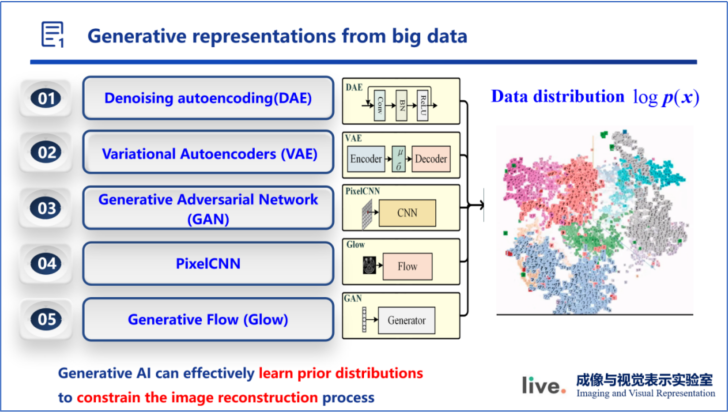 Generative representations from big data
01
Denoising autoencoding(DAE)
02
Variational Autoencoders (VAE)
03
Generative Adversarial Network
(GAN)
04
PixelCNN
05
Generative Flow (Glow)
DAE
Conv
BN
ReLU
VAE
Encoder
μ
δ
Decoder
PixelCNN
CNN
Glow
Flow
GAN
Generator
Data distribution log p(x)
Generative AI can effectively learn prior distributions
to constrain the image reconstruction process
live. 成像与视觉表示实验室
Imaging and Visual Representation